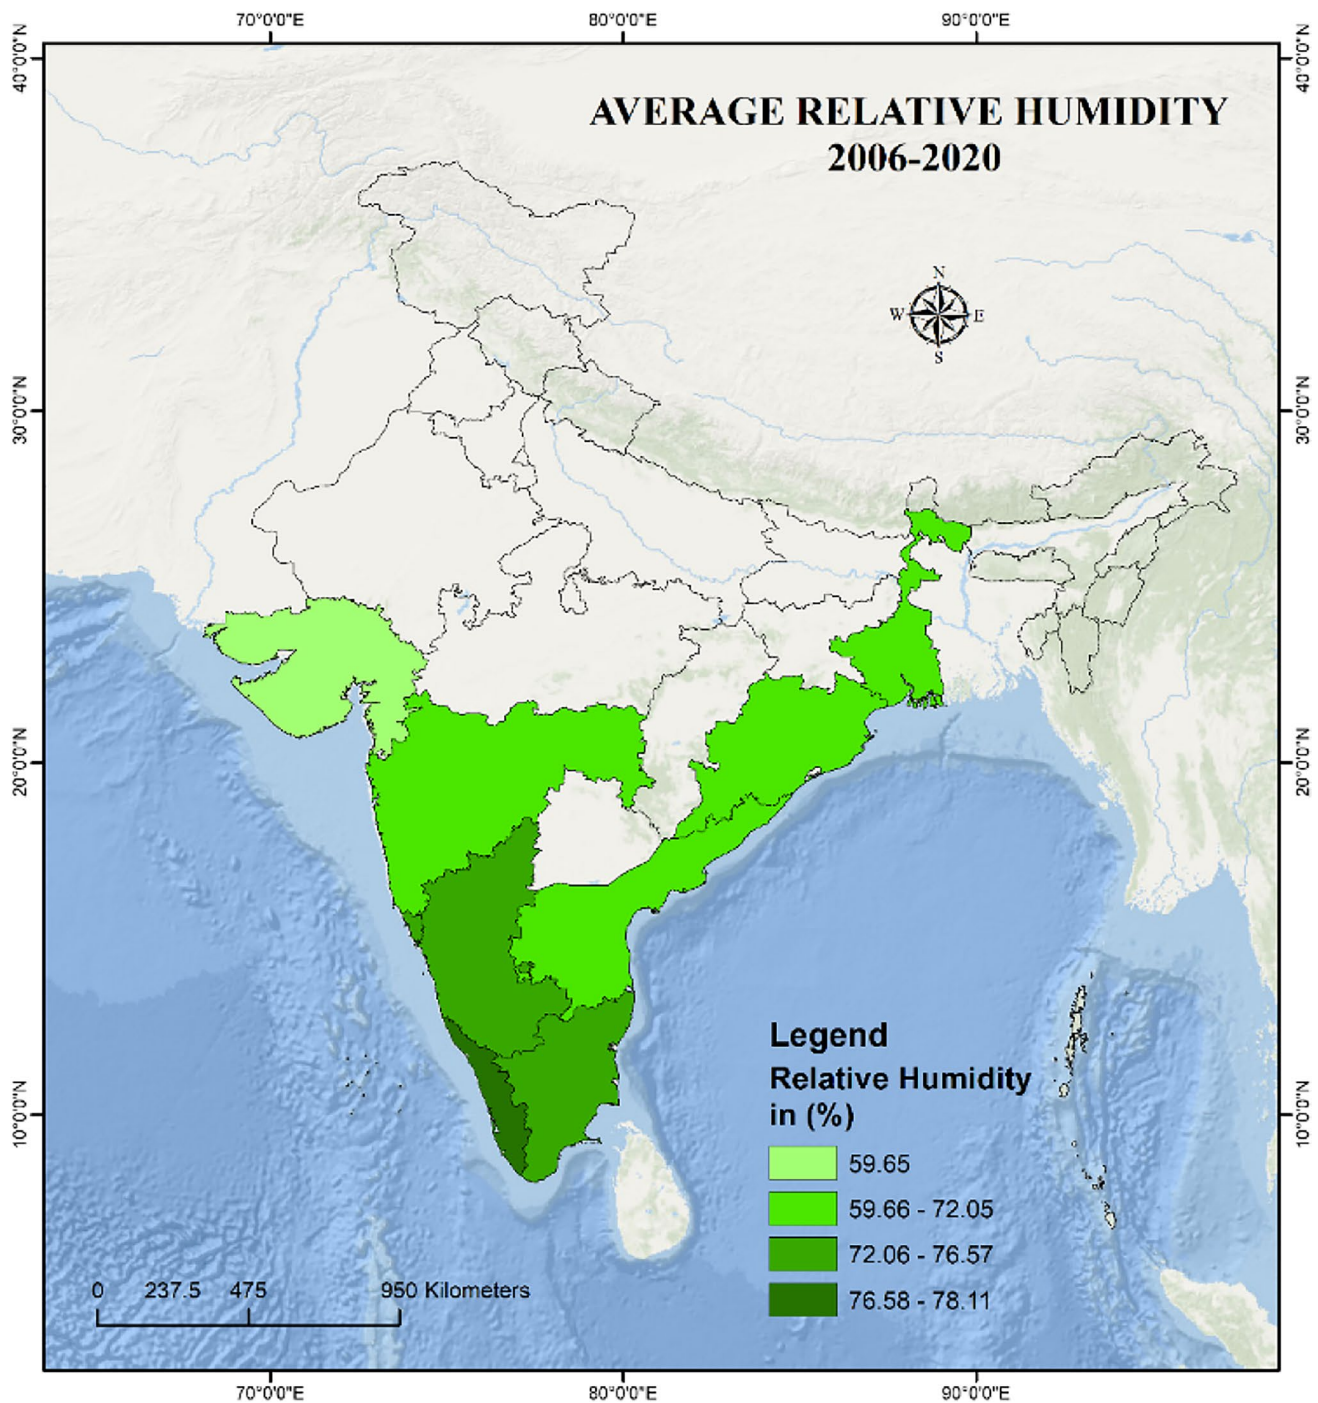 70°0'0"E 80°0'0"E 90°0'0"E
40°0'0"N 40°0'0"N
AVERAGE RELATIVE HUMIDITY
2006-2020
N
W E
S
30°0'0"N 30°0'0"N
20°0'0"N 20°0'0"N
Legend
Relative Humidity
in (%)
10°0'0"N 10°0'0"N
59.65
59.66 - 72.05
72.06 - 76.57
76.58 - 78.11
0 237.5 475 950 Kilometers
70°0'0"E 80°0'0"E 90°0'0"E